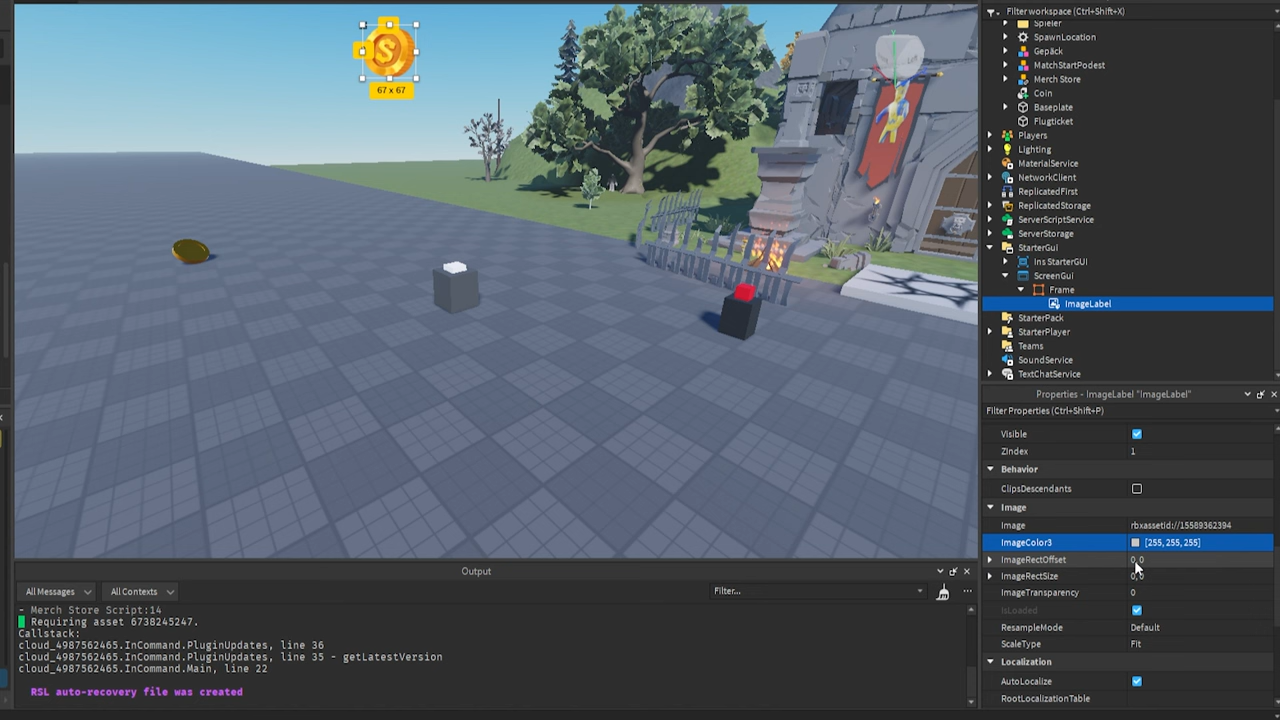 67 x 67
Filter workspace (Ctrl+Shift+X)
Spieler
SpawnLocation
Gepäck
MatchStartPodest
Merch Store
Coin
Baseplate
Flugticket
Players
Lighting
MaterialService
NetworkClient
ReplicatedFirst
ReplicatedStorage
ServerScriptService
ServerStorage
StarterGui
Ins StarterGUI
ScreenGui
Frame
ImageLabel
StarterPack
StarterPlayer
Teams
SoundService
TextChatService
Properties - ImageLabel "ImageLabel"
Filter Properties (Ctrl+Shift+P)
Visible
ZIndex 1
Behavior
ClipsDescendants
Image
Image rbxassetid://15589362394
ImageColor3 [255, 255, 255]
ImageRectOffset 0, 0
ImageRectSize 0, 0
ImageTransparency 0
IsLoaded
ResampleMode Default
ScaleType Fit
Localization
AutoLocalize
RootLocalizationTable
Output
All Messages All Contexts Filter...
- Merch Store Script:14
Requiring asset 6738245247.
Callstack:
cloud_4987562465.InCommand.PluginUpdates, line 36
cloud_4987562465.InCommand.PluginUpdates, line 35 - getLatestVersion
cloud_4987562465.InCommand.Main, line 22
RSL auto-recovery file was created